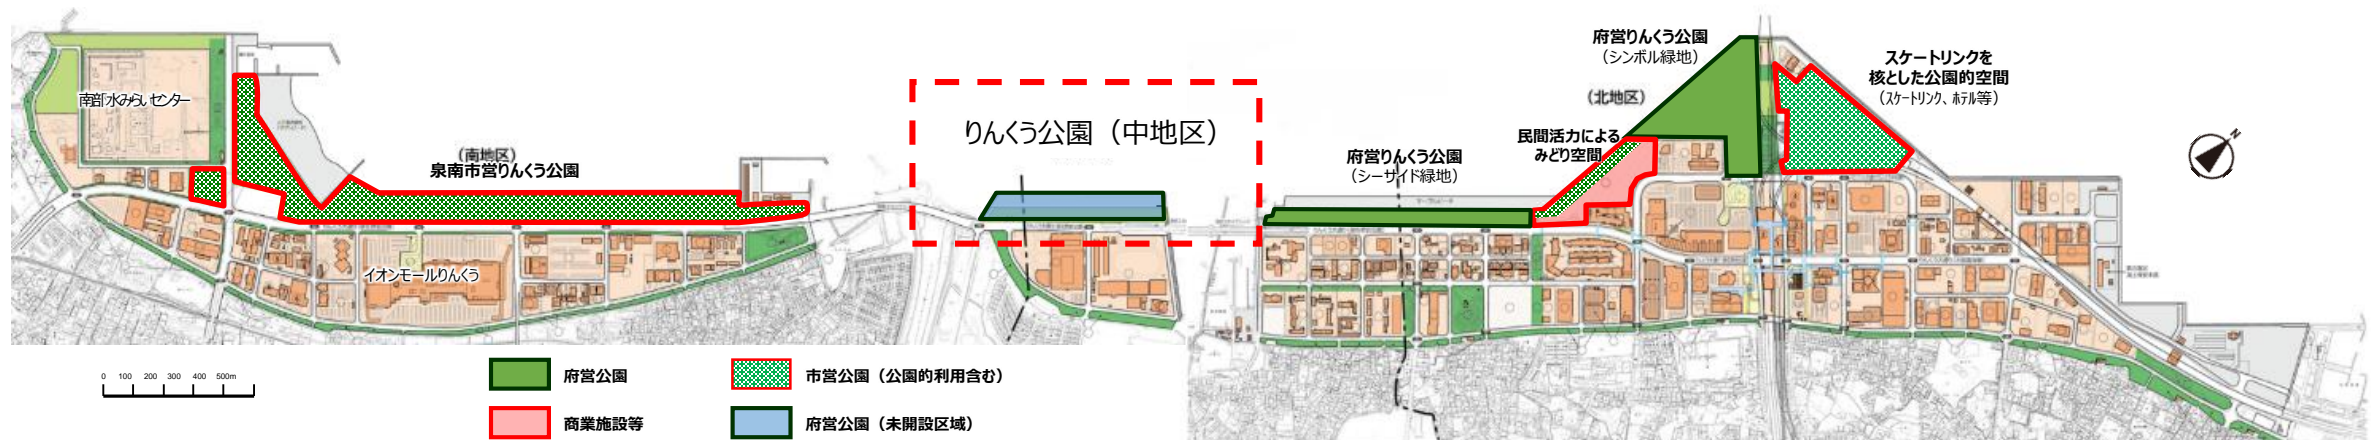 南部水みらいセンター
（南地区）
泉南市営りんくう公園
イオンモールりんくう
りんくう公園（中地区）
府営りんくう公園
（シーサイド緑地）
民間活力による
みどり空間
（北地区）
府営りんくう公園
（シンボル緑地）
スケートリンクを
核とした公園的空間
（スケートリンク、ホテル等）
N
0 100 200 300 400 500m
府営公園
市営公園（公園的利用含む）
商業施設等
府営公園（未開設区域）